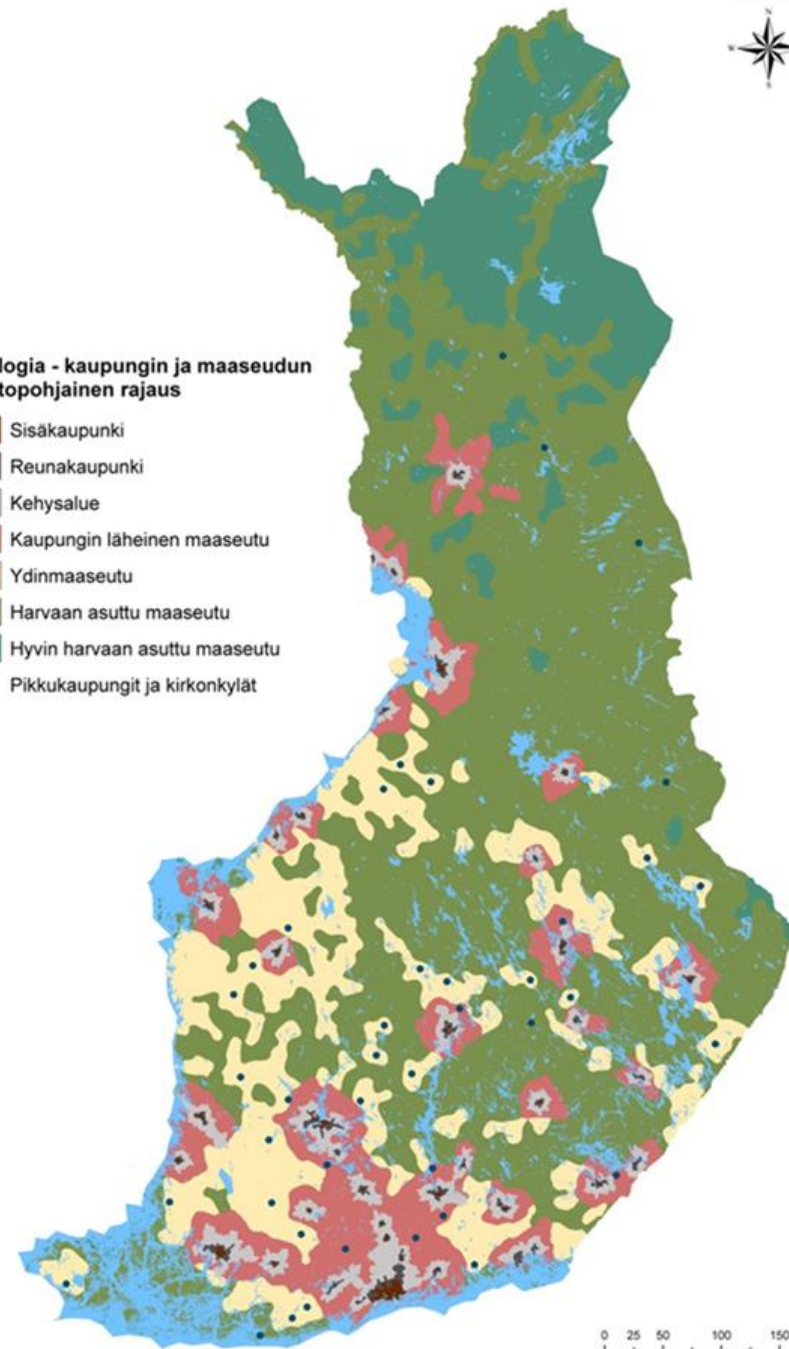 N
W
S
logia - kaupungin ja maaseudun
topohjainen rajaus
Sisäkaupunki
Reunakaupunki
Kehysalue
Kaupungin läheinen maaseutu
Ydinmaaseutu
Harvaan asuttu maaseutu
Hyvin harvaan asuttu maaseutu
Pikkukaupungit ja kirkonkylät
0 25 50 100 150